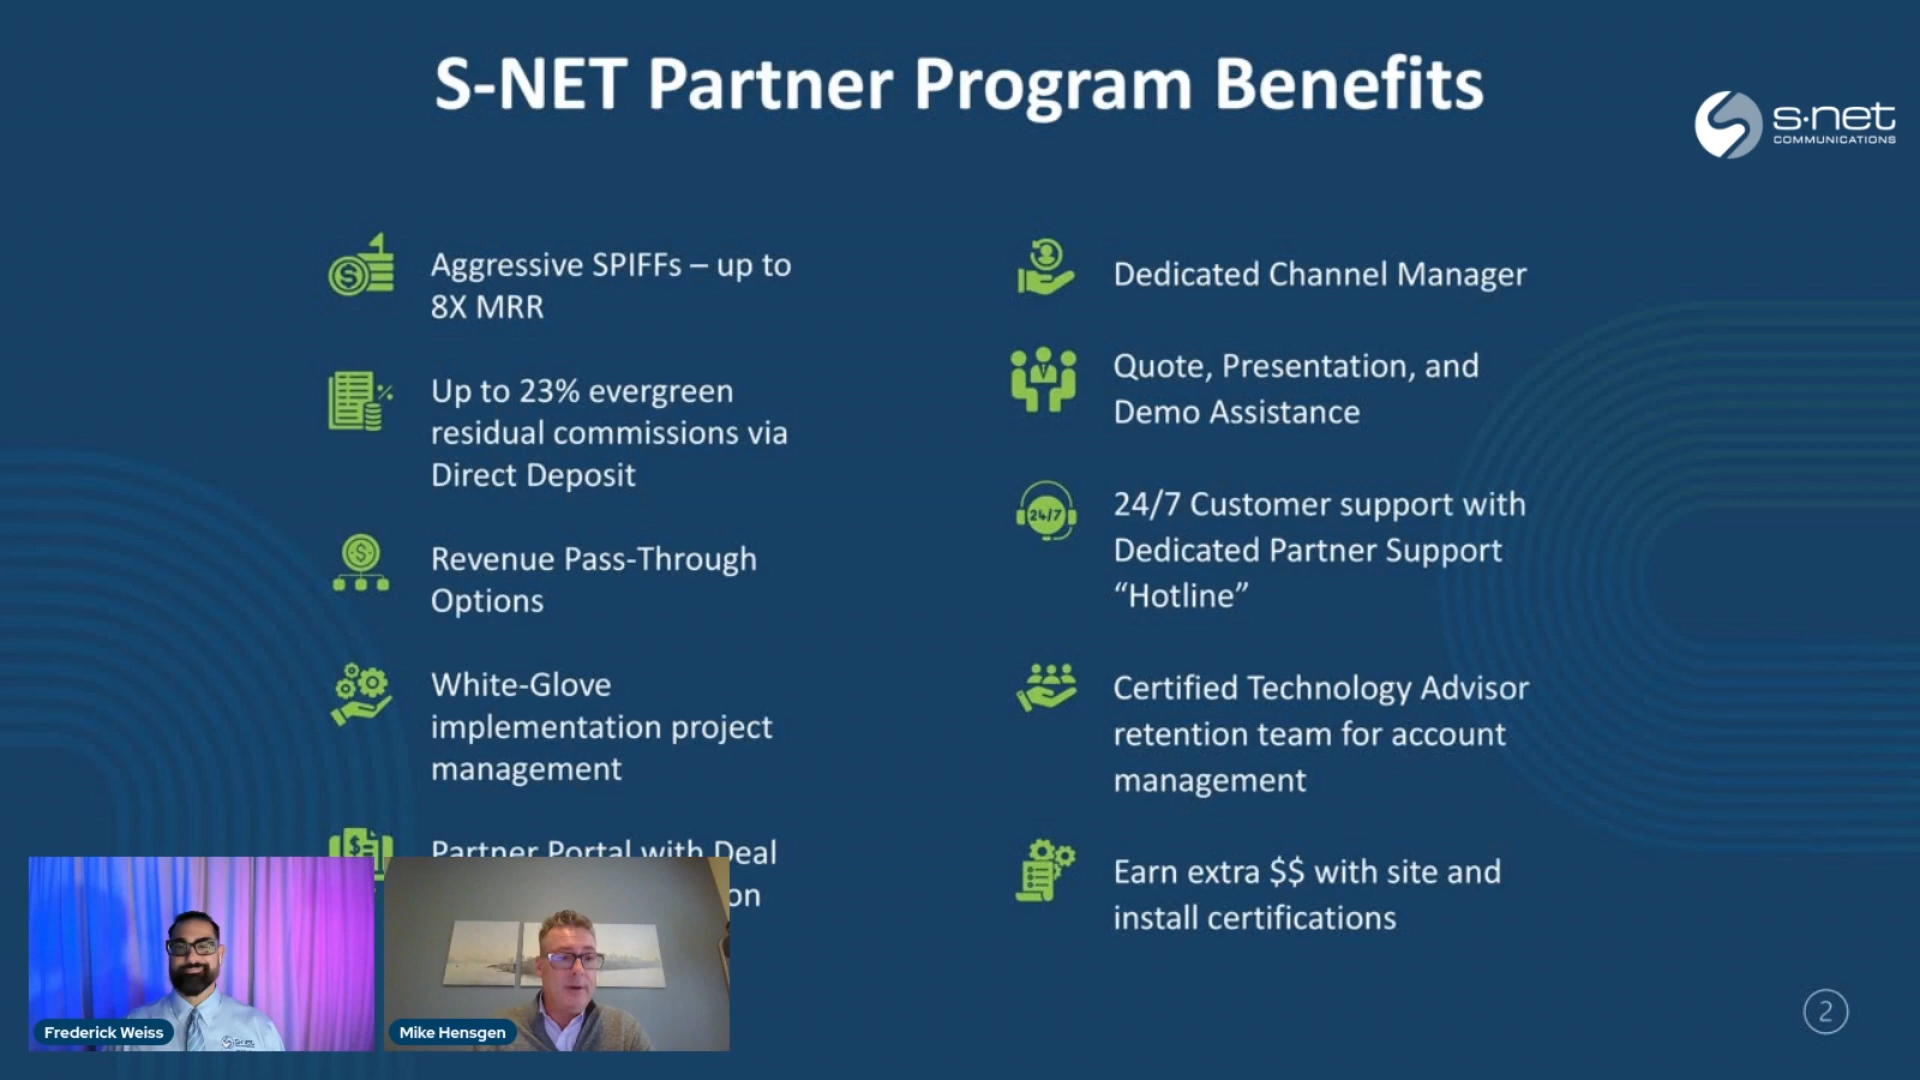 S-NET Partner Program Benefits
s·net
COMMUNICATIONS
Aggressive SPIFFs – up to
8X MRR
Up to 23% evergreen
residual commissions via
Direct Deposit
Revenue Pass-Through
Options
White-Glove
implementation project
management
Partner Portal with Deal
on
Dedicated Channel Manager
Quote, Presentation, and
Demo Assistance
24/7
24/7 Customer support with
Dedicated Partner Support
“Hotline”
Certified Technology Advisor
retention team for account
management
Earn extra $$ with site and
install certifications
Frederick Weiss
Mike Hensgen
2